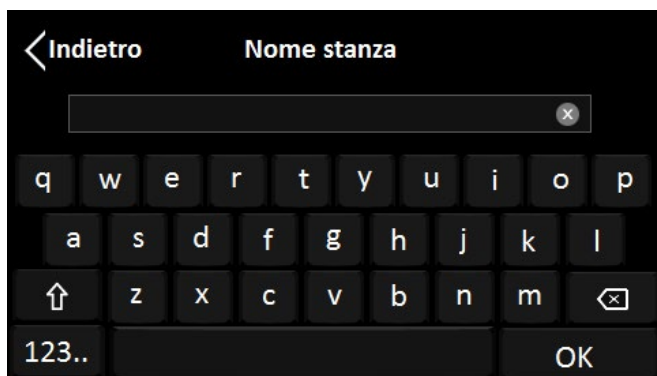 Indietro Nome stanza
q w e r t y u i o p
a s d f g h j k l
z x c v b n m
123.. OK